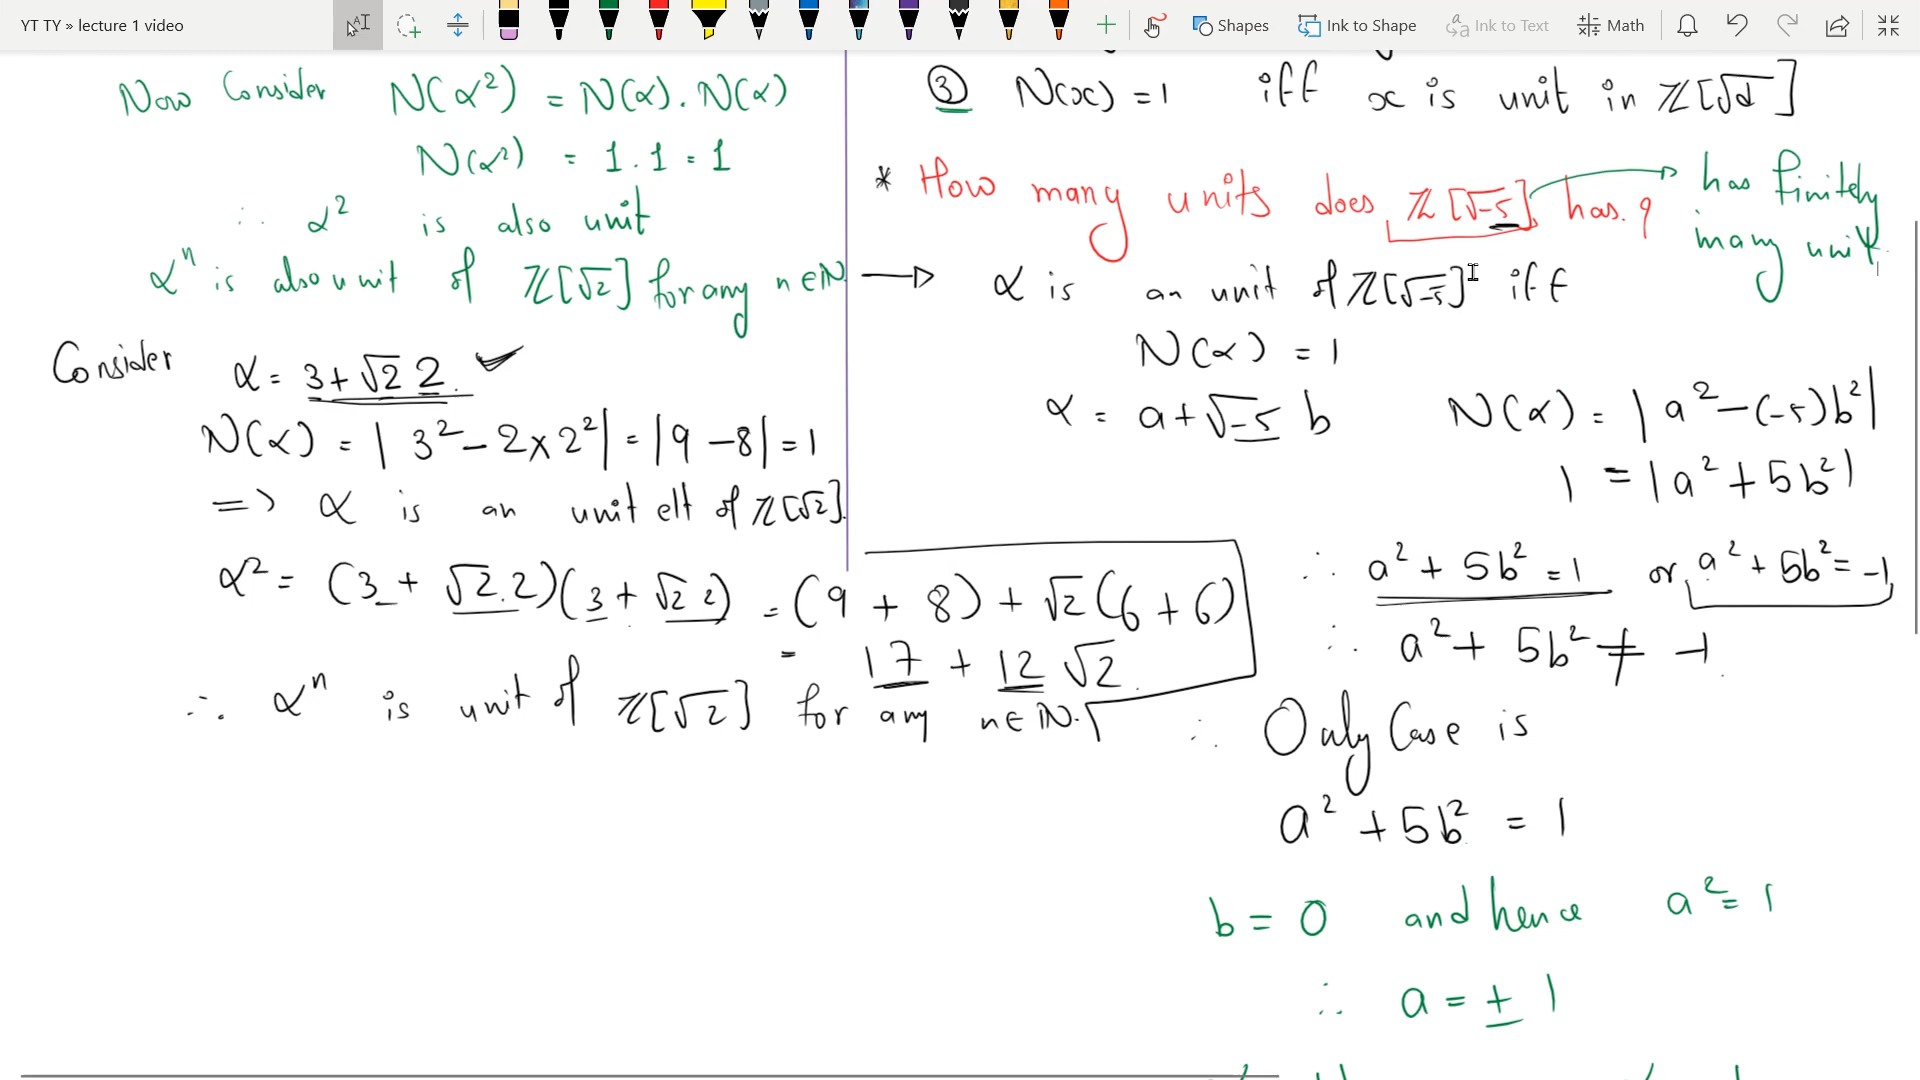 YT TY » lecture 1 video
Shapes
Ink to Shape
Ink to Text
Math
Now Consider N(α²) = N(α). N(α)
N(α²) = 1.1 = 1
∴ α² is also unit
αⁿ is also unit of ℤ[√2] for any n∈ℕ
Consider α = 3+√2 2.
N(α) = |3²-2×2²| = |9-8| = 1
=> α is an unit elt of ℤ[√2].
α² = (3 + √2.2)(3 + √2 2) = (9 + 8) + √2(6 + 6)
= 17 + 12√2.
∴ αⁿ is unit of ℤ[√2] for any n∈ℕ.
③ N(x) = 1 iff x is unit in ℤ[√d]
* How many units does ℤ[√-5] has ?
has finitely
many unit
→ α is an unit of ℤ[√-5] iff
N(α) = 1
α = a+√-5 b N(α) = |a²-(-5)b²|
1 = |a²+5b²|
∴ a² + 5b² = 1 or a² + 5b² = -1
∴ a² + 5b² ≠ -1
∴ Only Case is
a² + 5b² = 1
b = 0 and hence a² = 1
∴ a = ± 1